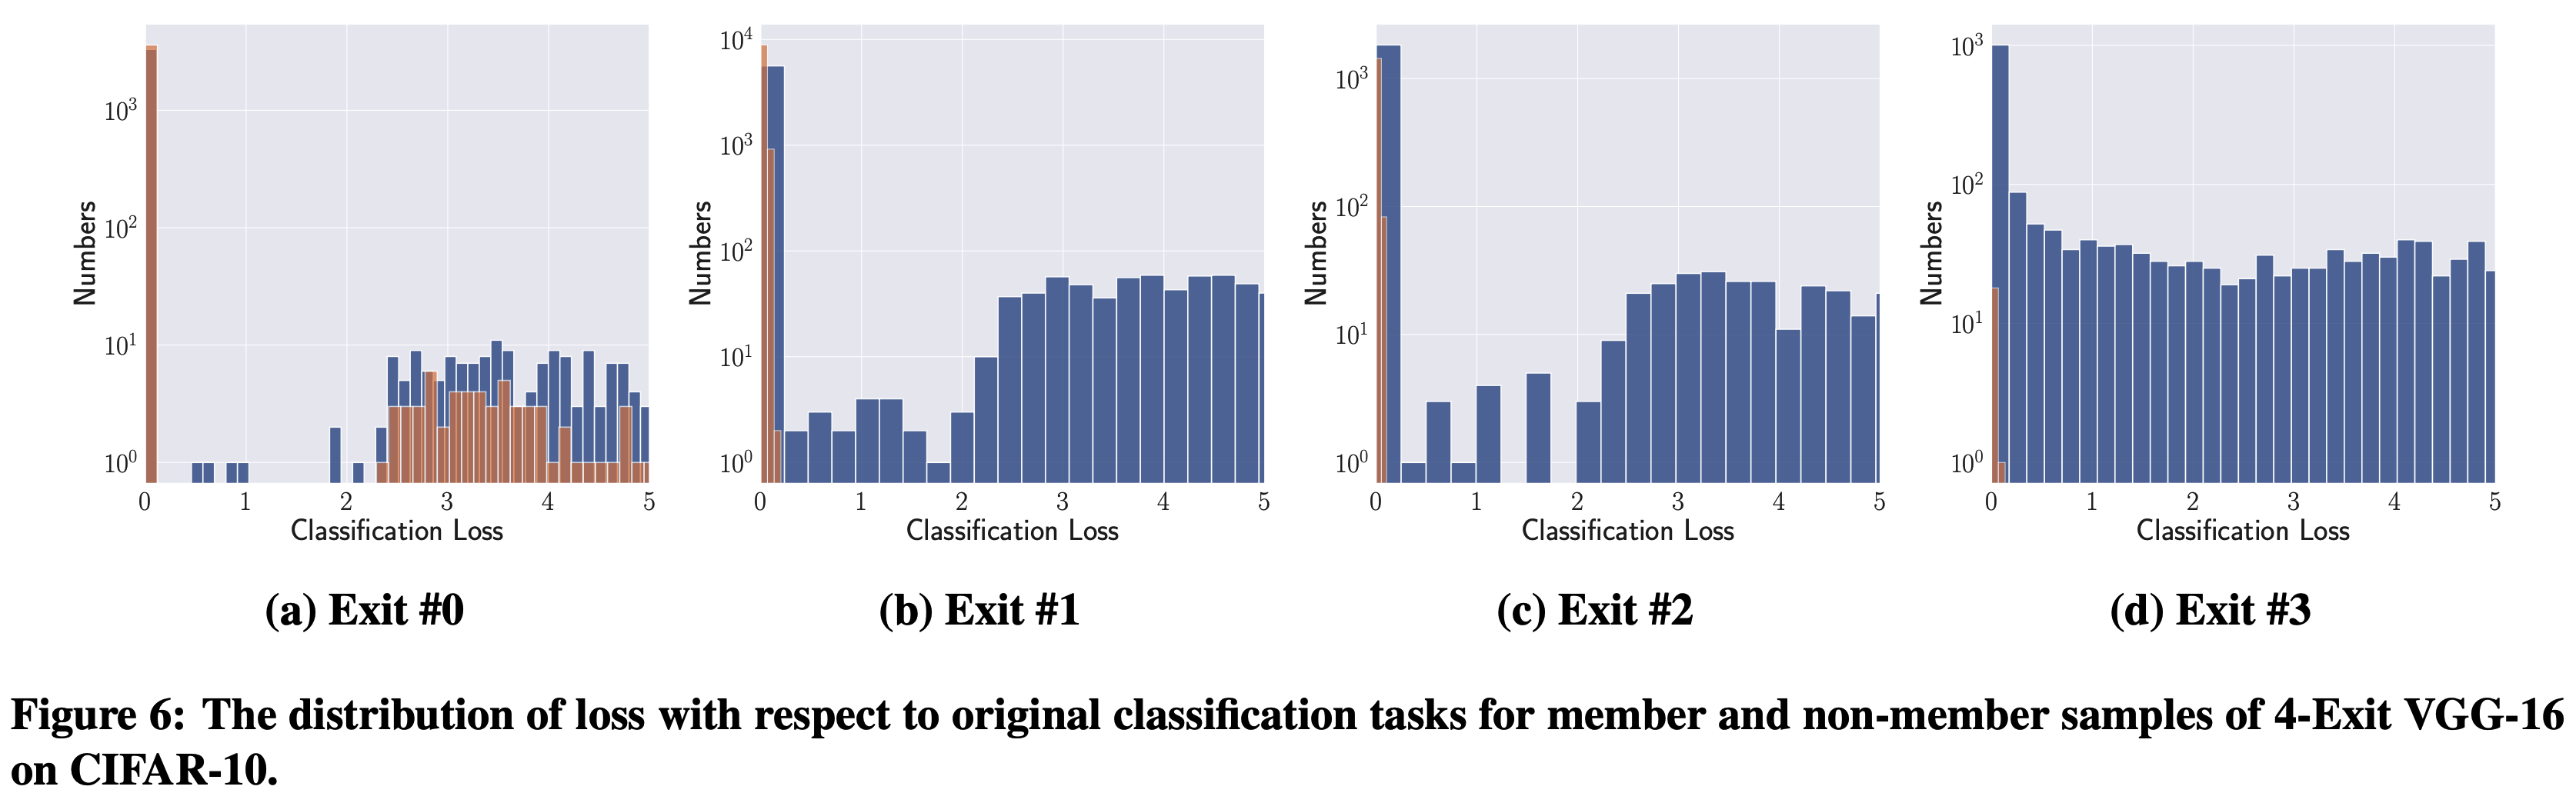 10^3
10^2
10^1
10^0
Numbers
0 1 2 3 4 5
Classification Loss
(a) Exit #0
10^4
10^3
10^2
10^1
10^0
Numbers
0 1 2 3 4 5
Classification Loss
(b) Exit #1
10^3
10^2
10^1
10^0
Numbers
0 1 2 3 4 5
Classification Loss
(c) Exit #2
10^3
10^2
10^1
10^0
Numbers
0 1 2 3 4 5
Classification Loss
(d) Exit #3
Figure 6: The distribution of loss with respect to original classification tasks for member and non-member samples of 4-Exit VGG-16
on CIFAR-10.